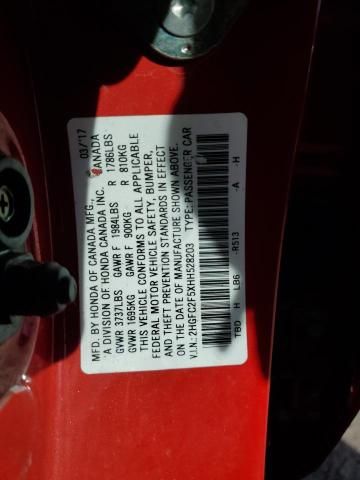 MFD. BY HONDA OF CANADA MFG., 03/'17
A DIVISION OF HONDA CANADA INC. CANADA
GVWR 3737LBS GAWR F 1984LBS R 1786LBS
GVWR 1695KG GAWR F 900KG R 810KG
THIS VEHICLE CONFORMS TO ALL APPLICABLE
FEDERAL MOTOR VEHICLE SAFETY, BUMPER,
AND THEFT PREVENTION STANDARDS IN EFFECT
ON THE DATE OF MANUFACTURE SHOWN ABOVE.
V.I.N.: 2HGFC2F5XHH528203 TYPE: PASSENGER CAR
TBD H LB6 -R513 -A -H